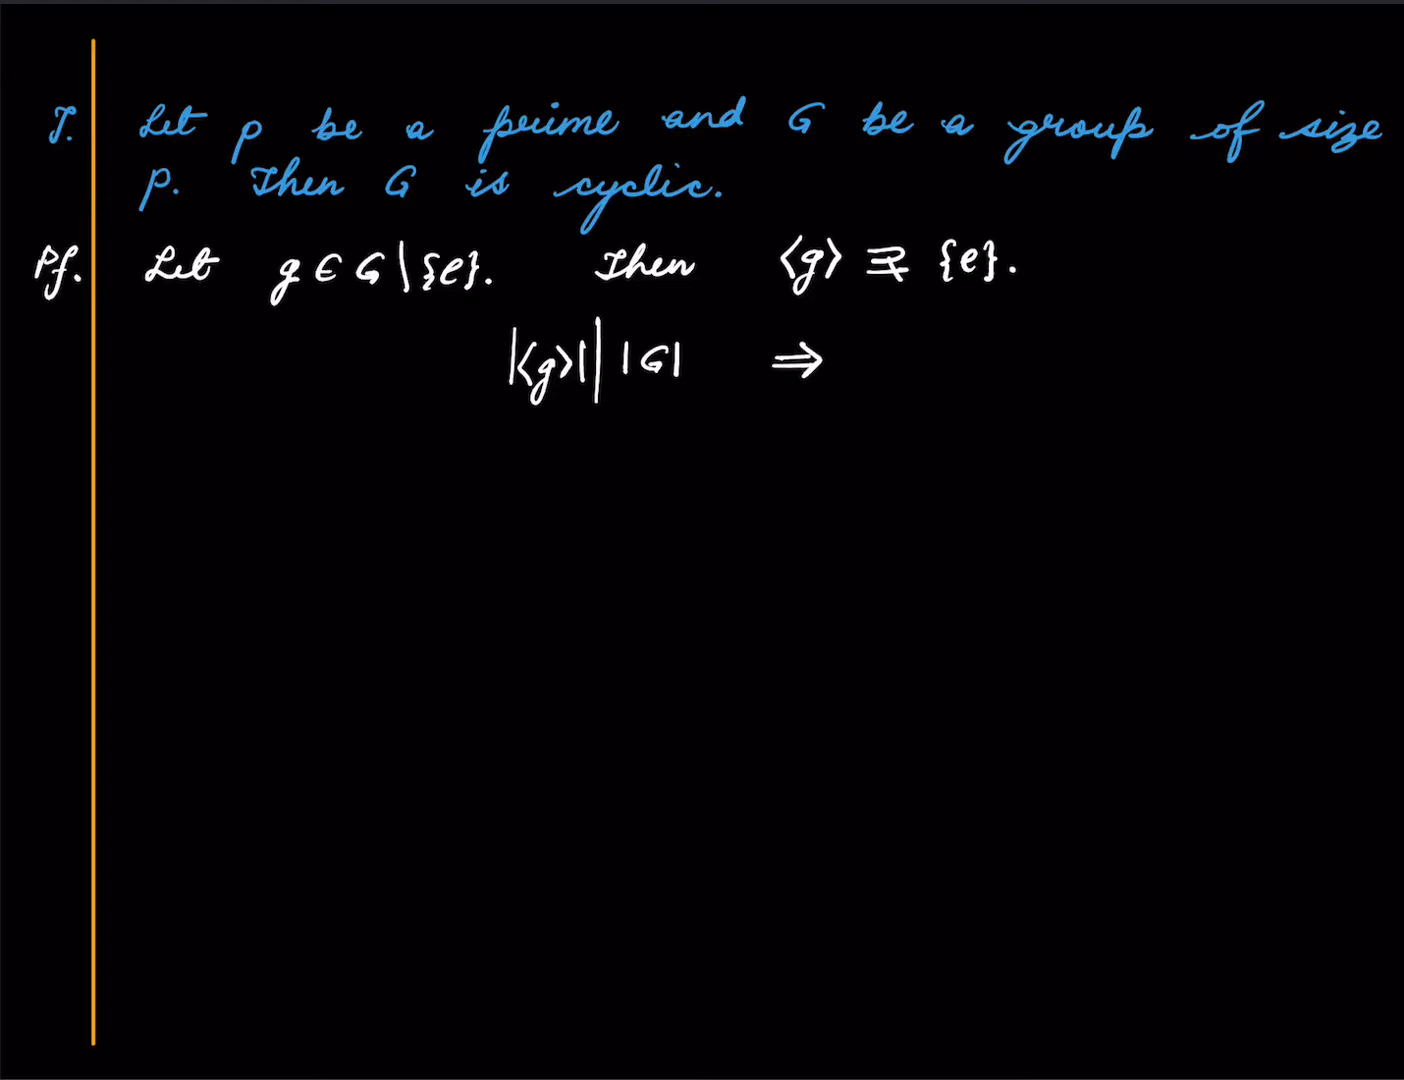 T. Let p be a prime and G be a group of size
p. Then G is cyclic.
Pf. Let g ∈ G \ {e}. Then ⟨g⟩ ⊋ {e}.
|⟨g⟩| | |G| ⇒